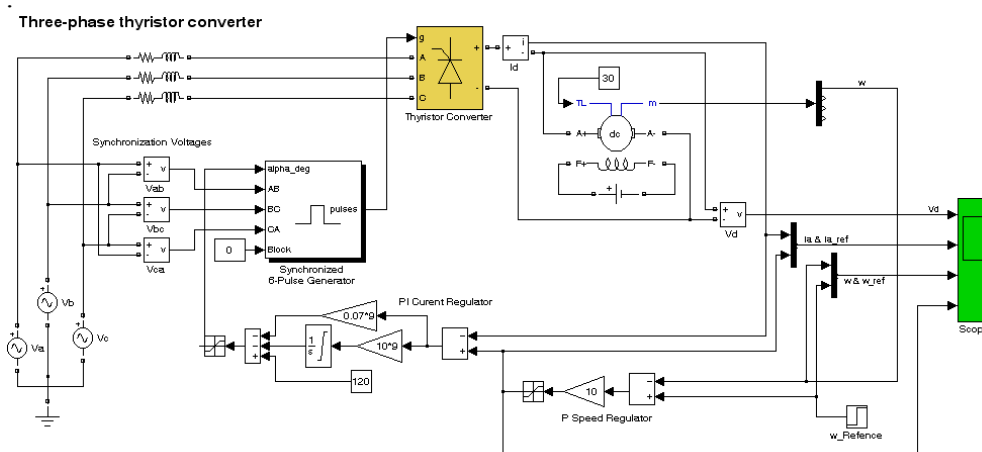 Three-phase thyristor converter
g
A
B
C
+
-
Thyristor Converter
+
i
-
Id
30
TL
m
A+
dc
A-
F+
F-
+
w
Synchronization Voltages
+
-
v
Vab
+
-
v
Vbc
+
-
v
Vca
alpha_deg
AB
BC
CA
Block
pulses
0
Synchronized
6-Pulse Generator
+
-
v
Vd
Vd
Ia & Ia_ref
w & w_ref
Scop
Vb
Va
Vc
PI Curent Regulator
0.07*9
1
s
10*9
120
-
-
+
-
+
10
-
+
P Speed Regulator
w_Refence